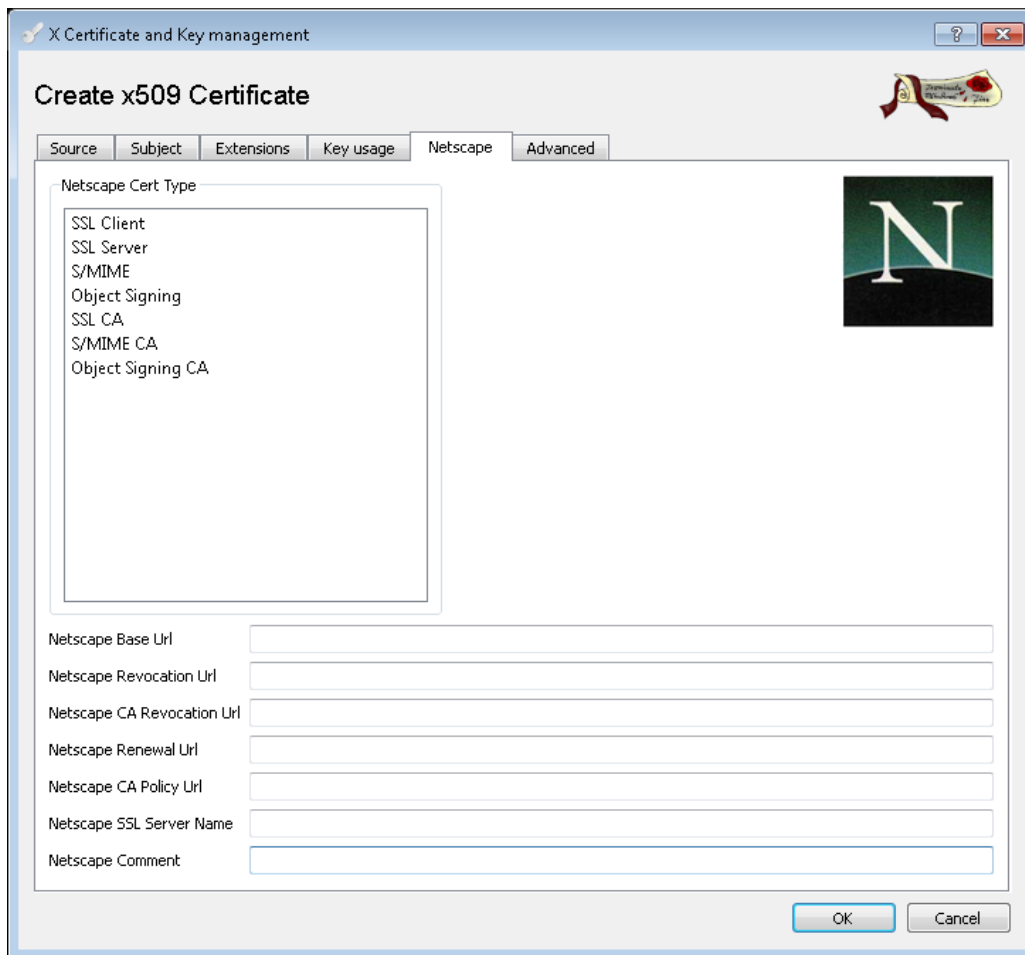 X Certificate and Key management
?
Create x509 Certificate
Source Subject Extensions Key usage Netscape Advanced
Netscape Cert Type
N
SSL Client
SSL Server
S/MIME
Object Signing
SSL CA
S/MIME CA
Object Signing CA
Netscape Base Url
Netscape Revocation Url
Netscape CA Revocation Url
Netscape Renewal Url
Netscape CA Policy Url
Netscape SSL Server Name
Netscape Comment
OK Cancel